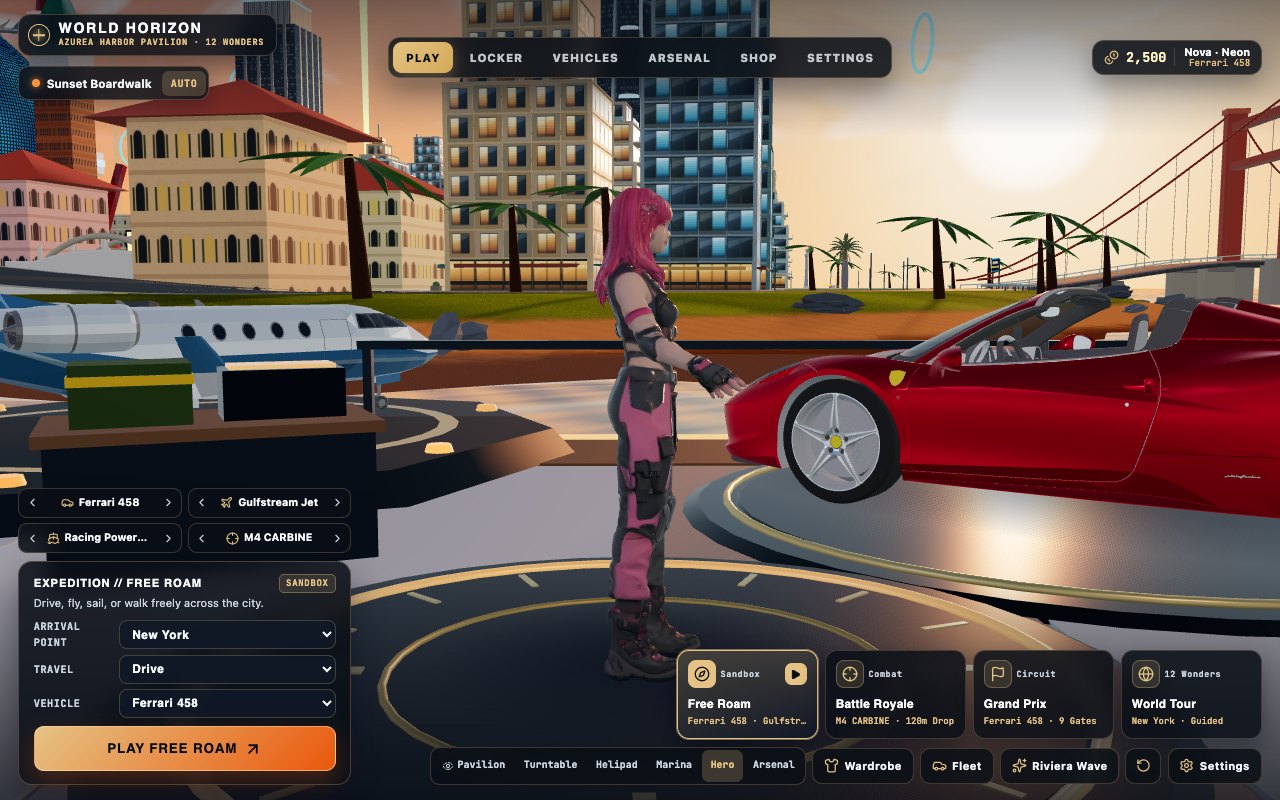 WORLD HORIZON
AZUREA HARBOR PAVILION · 12 WONDERS
Sunset Boardwalk AUTO
PLAY LOCKER VEHICLES ARSENAL SHOP SETTINGS
2,500
Nova · Neon
Ferrari 458
Ferrari 458
Gulfstream Jet
Racing Power…
M4 CARBINE
EXPEDITION // FREE ROAM SANDBOX
Drive, fly, sail, or walk freely across the city.
ARRIVAL POINT New York
TRAVEL Drive
VEHICLE Ferrari 458
PLAY FREE ROAM
Sandbox
Free Roam
Ferrari 458 · Gulfstr…
Combat
Battle Royale
M4 CARBINE · 120m Drop
Circuit
Grand Prix
Ferrari 458 · 9 Gates
12 Wonders
World Tour
New York · Guided
Pavilion Turntable Helipad Marina Hero Arsenal
Wardrobe
Fleet
Riviera Wave
Settings